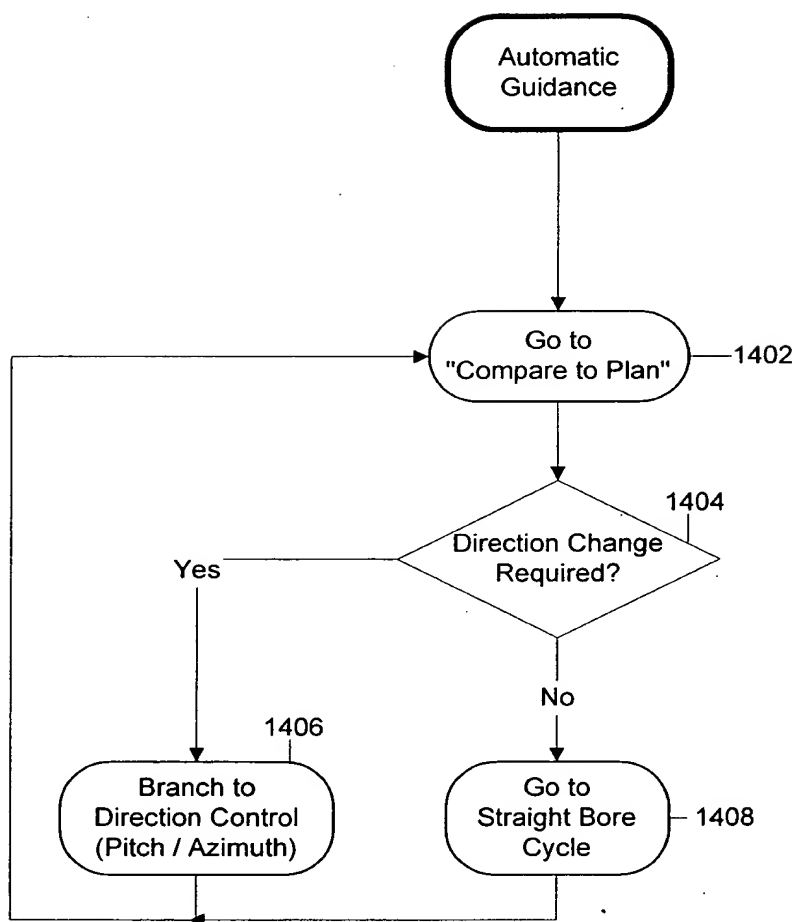 Automatic
Guidance
Go to
"Compare to Plan"
1402
1404
Direction Change
Required?
Yes
No
1406
Branch to
Direction Control
(Pitch / Azimuth)
Go to
Straight Bore
Cycle
1408